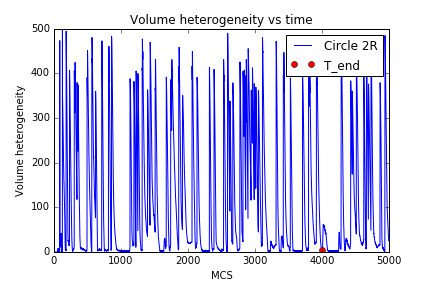 Volume heterogeneity vs time
500
400
300
200
100
0
Volume heterogeneity
Circle 2R
T_end
0 1000 2000 3000 4000 5000
MCS